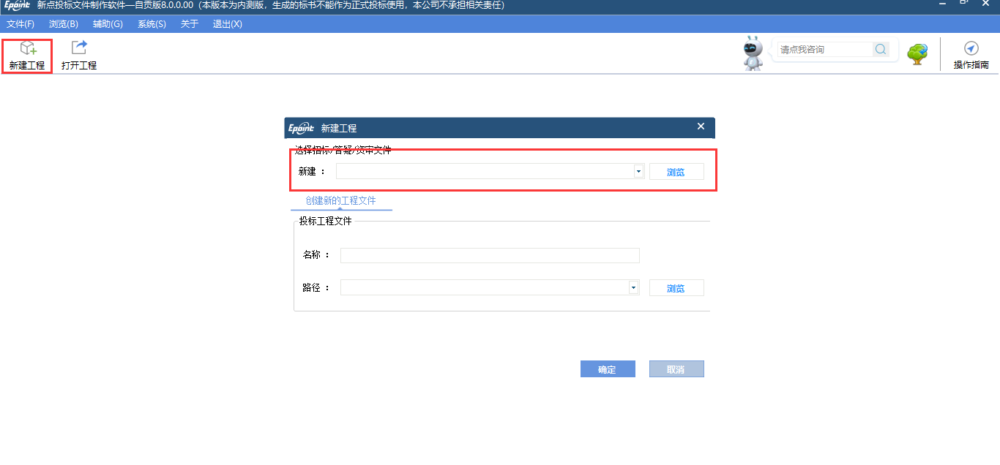 Epoint 新点投标文件制作软件—自贡版8.0.0.00（本版本为内测版，生成的标书不能作为正式投标使用，本公司不承担相关责任）
文件(F) 浏览(B) 辅助(G) 系统(S) 关于 退出(X)
新建工程 打开工程 请点我咨询 操作指南
Epoint 新建工程
选择招标/答疑/资审文件
新建 ： 浏览
创建新的工程文件
投标工程文件
名称 ：
路径 ： 浏览
确定 取消